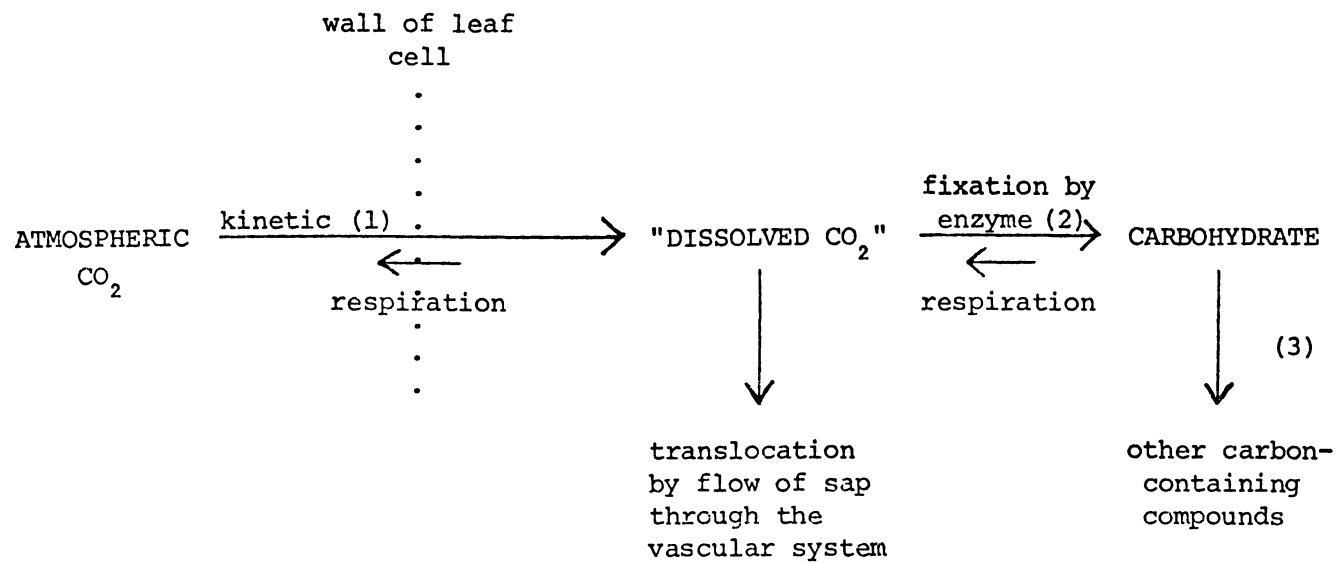 wall of leaf
cell
kinetic (1)
fixation by
enzyme (2)
ATMOSPHERIC
CO2
"DISSOLVED CO2"
CARBOHYDRATE
respiration
respiration
(3)
translocation
by flow of sap
through the
vascular system
other carbon-
containing
compounds